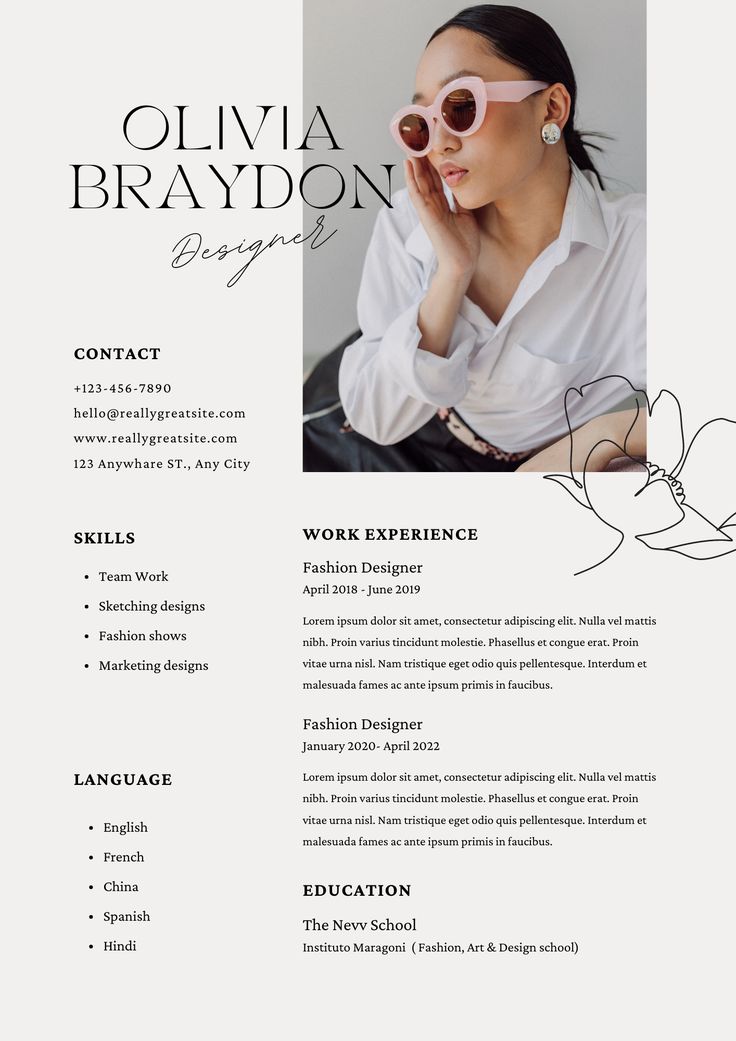 OLIVIA
BRAYDON
Designer
CONTACT
+123-456-7890
hello@reallygreatsite.com
www.reallygreatsite.com
123 Anywhare ST., Any City
SKILLS
• Team Work
• Sketching designs
• Fashion shows
• Marketing designs
LANGUAGE
• English
• French
• China
• Spanish
• Hindi
WORK EXPERIENCE
Fashion Designer
April 2018 - June 2019
Lorem ipsum dolor sit amet, consectetur adipiscing elit. Nulla vel mattis
nibh. Proin varius tincidunt molestie. Phasellus et congue erat. Proin
vitae urna nisl. Nam tristique eget odio quis pellentesque. Interdum et
malesuada fames ac ante ipsum primis in faucibus.
Fashion Designer
January 2020- April 2022
Lorem ipsum dolor sit amet, consectetur adipiscing elit. Nulla vel mattis
nibh. Proin varius tincidunt molestie. Phasellus et congue erat. Proin
vitae urna nisl. Nam tristique eget odio quis pellentesque. Interdum et
malesuada fames ac ante ipsum primis in faucibus.
EDUCATION
The Nevv School
Instituto Maragoni ( Fashion, Art & Design school)